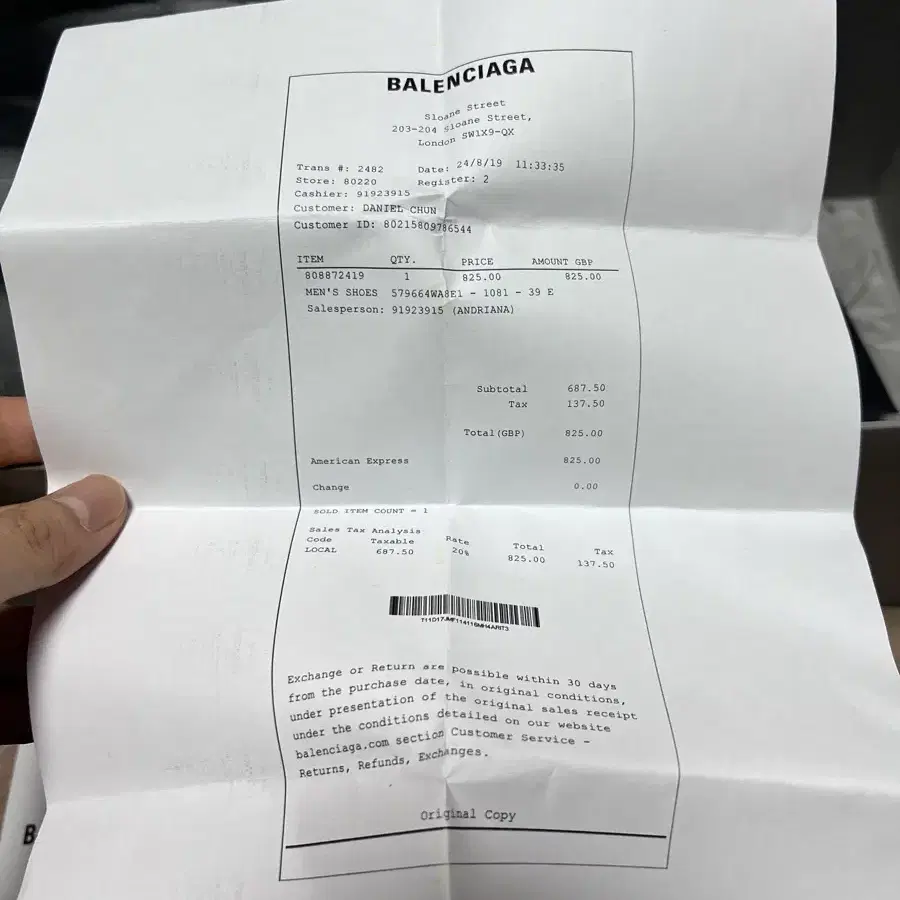 BALENCIAGA
Sloane Street
203-204 Sloane Street,
London SW1X9-QX
Trans #: 2482 Date: 24/8/19 11:33:35
Store: 80220 Register: 2
Cashier: 91923915
Customer: DANIEL CHUN
Customer ID: 80215809786544
ITEM QTY. PRICE AMOUNT GBP
808872419 1 825.00 825.00
MEN'S SHOES 579664WA8E1 - 1081 - 39 E
Salesperson: 91923915 (ANDRIANA)
Subtotal 687.50
Tax 137.50
Total(GBP) 825.00
American Express 825.00
Change 0.00
SOLD ITEM COUNT = 1
Sales Tax Analysis
Code Taxable Rate Total Tax
LOCAL 687.50 20% 825.00 137.50
Exchange or Return are possible within 30 days
from the purchase date, in original conditions,
under presentation of the original sales receipt
under the conditions detailed on our website
balenciaga.com section Customer Service -
Returns, Refunds, Exchanges.
Original Copy
B